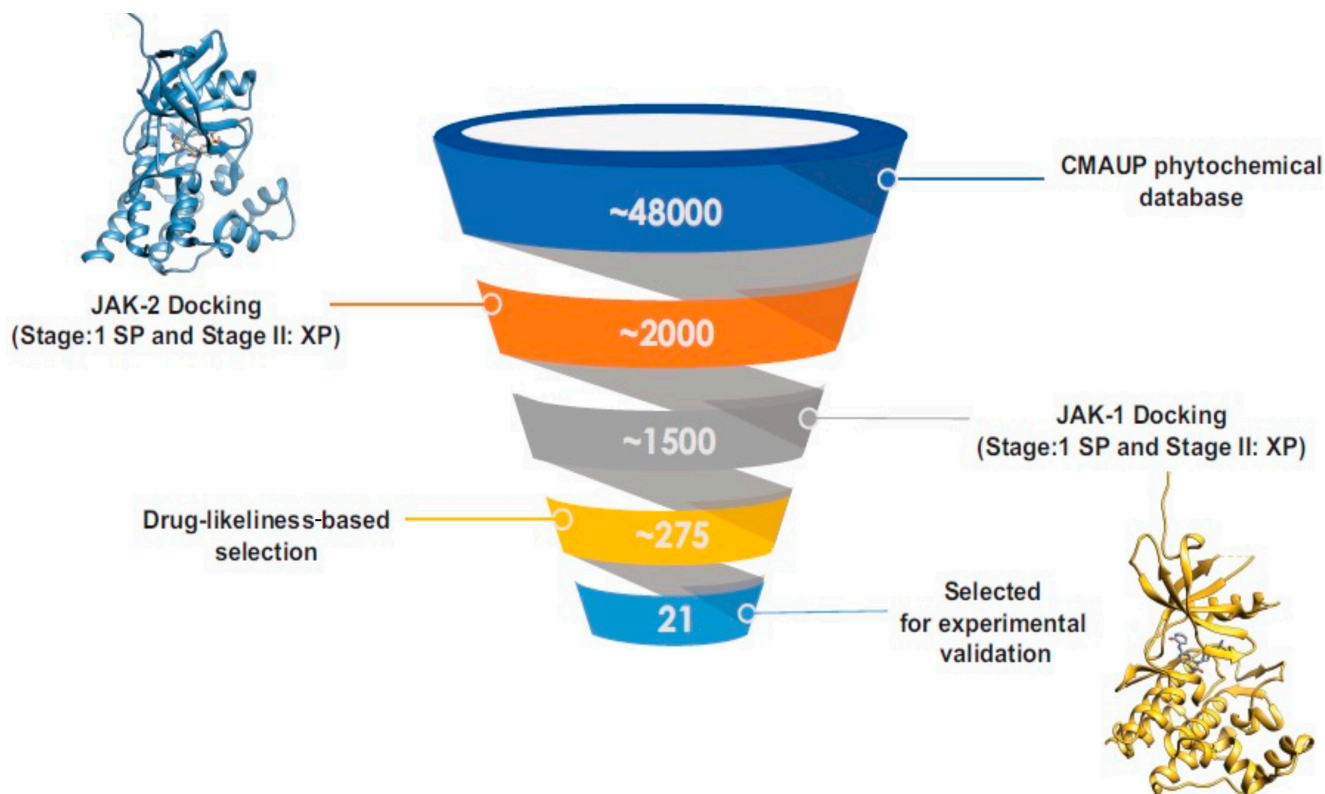 ~48000
CMAUP phytochemical
database
JAK-2 Docking
(Stage:1 SP and Stage II: XP)
~2000
~1500
JAK-1 Docking
(Stage:1 SP and Stage II: XP)
Drug-likeliness-based
selection
~275
21
Selected
for experimental
validation